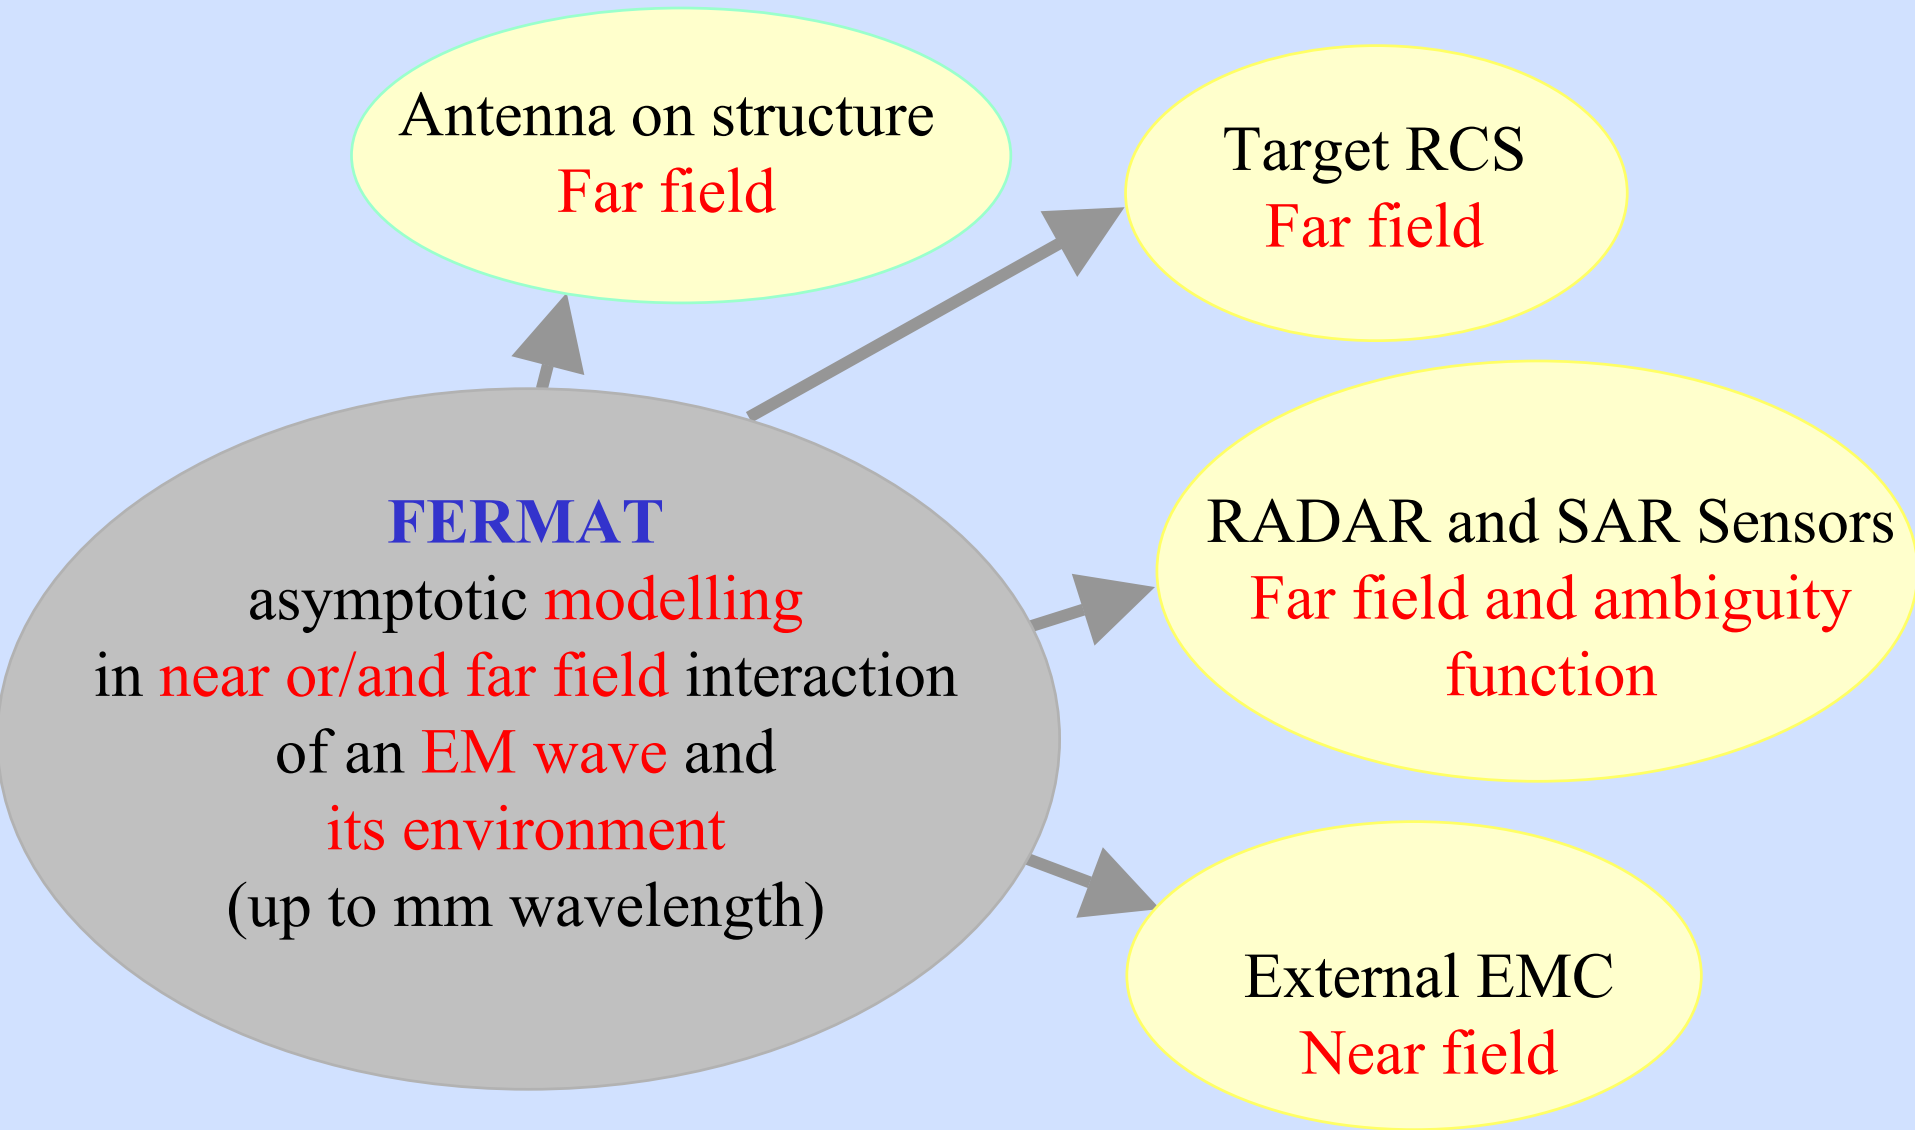 Antenna on structure
Far field
Target RCS
Far field
FERMAT
asymptotic modelling
in near or/and far field interaction
of an EM wave and
its environment
(up to mm wavelength)
RADAR and SAR Sensors
Far field and ambiguity
function
External EMC
Near field